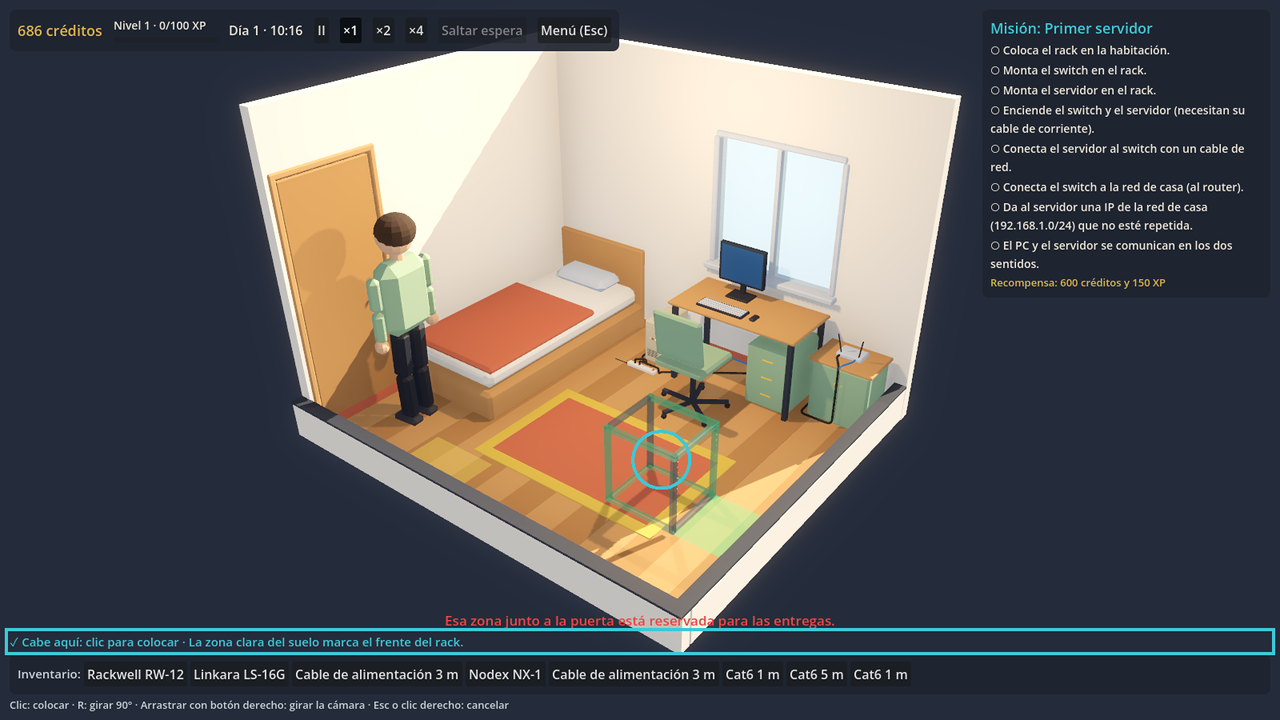 686 créditos
Nivel 1 · 0/100 XP
Día 1 · 10:16
II
×1
×2
×4
Saltar espera
Menú (Esc)
Misión: Primer servidor
○ Coloca el rack en la habitación.
○ Monta el switch en el rack.
○ Monta el servidor en el rack.
○ Enciende el switch y el servidor (necesitan su
cable de corriente).
○ Conecta el servidor al switch con un cable de
red.
○ Conecta el switch a la red de casa (al router).
○ Da al servidor una IP de la red de casa
(192.168.1.0/24) que no esté repetida.
○ El PC y el servidor se comunican en los dos
sentidos.
Recompensa: 600 créditos y 150 XP
Esa zona junto a la puerta está reservada para las entregas.
✓ Cabe aquí: clic para colocar · La zona clara del suelo marca el frente del rack.
Inventario: Rackwell RW-12 Linkara LS-16G Cable de alimentación 3 m Nodex NX-1 Cable de alimentación 3 m Cat6 1 m Cat6 5 m Cat6 1 m
Clic: colocar · R: girar 90° · Arrastrar con botón derecho: girar la cámara · Esc o clic derecho: cancelar